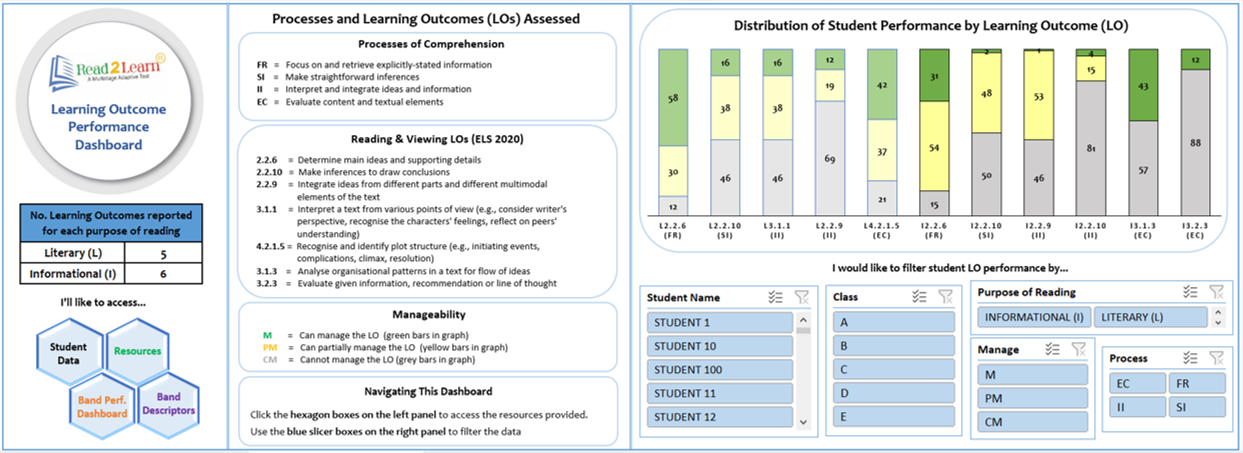 Read2Learn®
A Multistage Adaptive Test
Learning Outcome
Performance
Dashboard
No. Learning Outcomes reported
for each purpose of reading
Literary (L) 5
Informational (I) 6
I'll like to access...
Student
Data
Resources
Band Perf.
Dashboard
Band
Descriptors
Processes and Learning Outcomes (LOs) Assessed
Processes of Comprehension
FR = Focus on and retrieve explicitly-stated information
SI = Make straightforward inferences
II = Interpret and integrate ideas and information
EC = Evaluate content and textual elements
Reading & Viewing LOs (ELS 2020)
2.2.6 = Determine main ideas and supporting details
2.2.10 = Make inferences to draw conclusions
2.2.9 = Integrate ideas from different parts and different multimodal
elements of the text
3.1.1 = Interpret a text from various points of view (e.g., consider writer's
perspective, recognise the characters' feelings, reflect on peers'
understanding)
4.2.1.5 = Recognise and identify plot structure (e.g., initiating events,
complications, climax, resolution)
3.1.3 = Analyse organisational patterns in a text for flow of ideas
3.2.3 = Evaluate given information, recommendation or line of thought
Manageability
M = Can manage the LO (green bars in graph)
PM = Can partially manage the LO (yellow bars in graph)
CM = Cannot manage the LO (grey bars in graph)
Navigating This Dashboard
Click the hexagon boxes on the left panel to access the resources provided.
Use the blue slicer boxes on the right panel to filter the data
Distribution of Student Performance by Learning Outcome (LO)
58 16 16 12 42 31 2 1 4 43 12
30 38 38 19 37 54 48 53 15
12 46 46 69 21 15 50 46 81 57 88
L2.2.6 L2.2.10 L3.1.1 L2.2.9 L4.2.1.5 I2.2.6 I2.2.10 I2.2.9 I2.2.10 I3.1.3 I3.2.3
(FR) (SI) (II) (II) (EC) (FR) (SI) (II) (II) (EC) (EC)
I would like to filter student LO performance by...
Student Name
STUDENT 1
STUDENT 10
STUDENT 100
STUDENT 11
STUDENT 12
Class
A
B
C
D
E
Purpose of Reading
INFORMATIONAL (I) LITERARY (L)
Manage
M
PM
CM
Process
EC FR
II SI